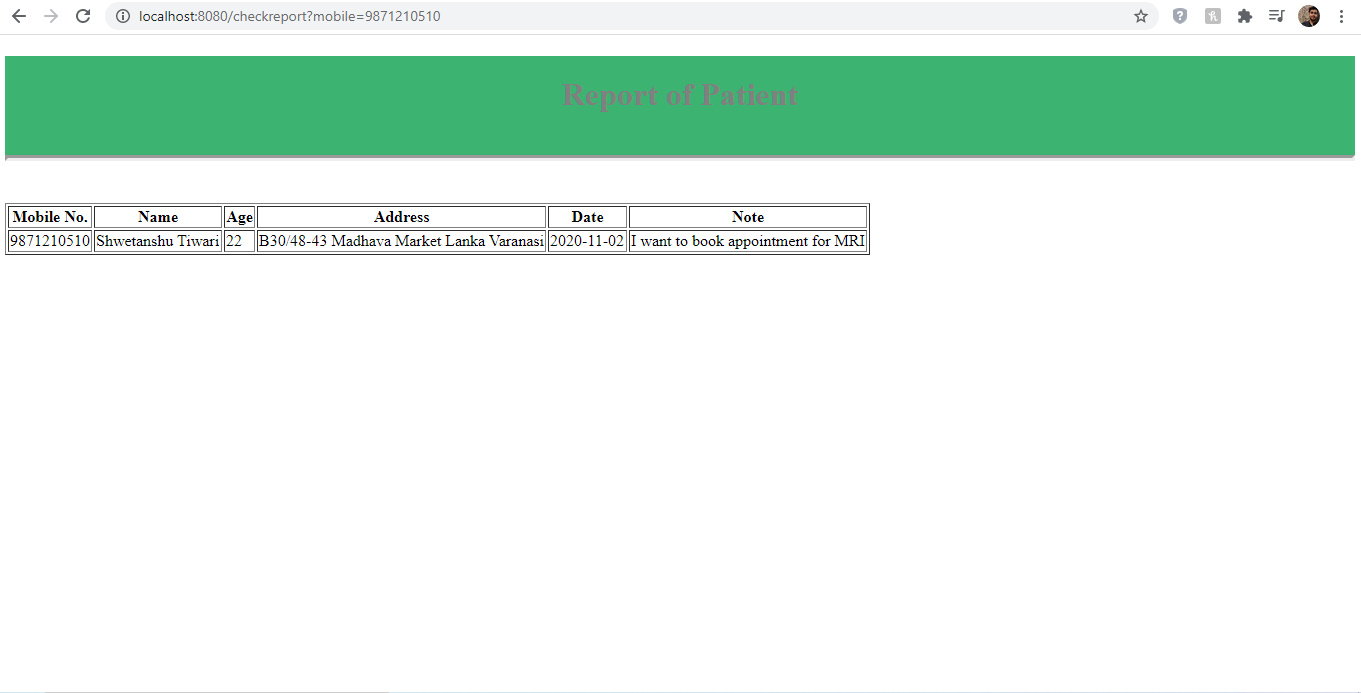 localhost:8080/checkreport?mobile=9871210510
Report of Patient
Mobile No. Name Age Address Date Note
9871210510 Shwetanshu Tiwari 22 B30/48-43 Madhava Market Lanka Varanasi 2020-11-02 I want to book appointment for MRI